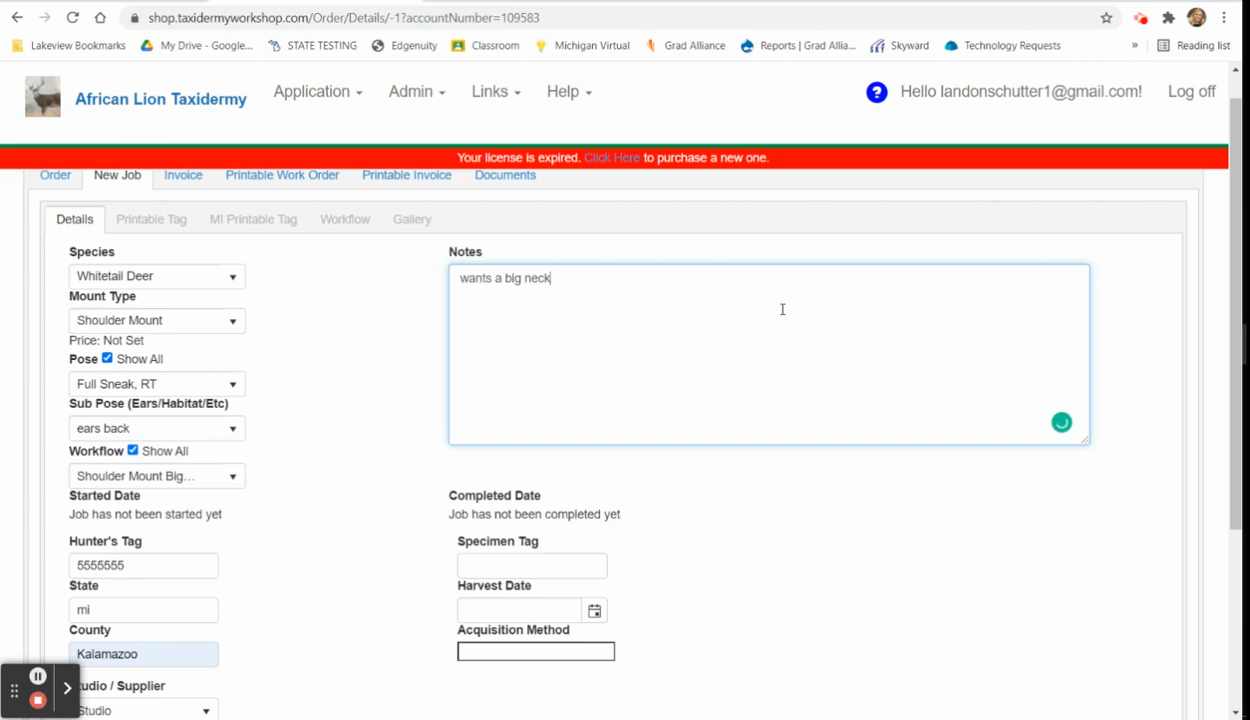 shop.taxidermyworkshop.com/Order/Details/-1?accountNumber=109583
Lakeview Bookmarks My Drive - Google... STATE TESTING Edgenuity Classroom Michigan Virtual Grad Alliance Reports | Grad Allia... Skyward Technology Requests » Reading list
African Lion Taxidermy Application Admin Links Help ? Hello landonschutter1@gmail.com! Log off
Your license is expired. Click Here to purchase a new one.
Order New Job Invoice Printable Work Order Printable Invoice Documents
Details Printable Tag MI Printable Tag Workflow Gallery
Species
Whitetail Deer
Mount Type
Shoulder Mount
Price: Not Set
Pose Show All
Full Sneak, RT
Sub Pose (Ears/Habitat/Etc)
ears back
Workflow Show All
Shoulder Mount Big...
Notes
wants a big neck
Started Date
Job has not been started yet
Completed Date
Job has not been completed yet
Hunter's Tag
5555555
Specimen Tag
State
mi
Harvest Date
County
Kalamazoo
Acquisition Method
udio / Supplier
Studio